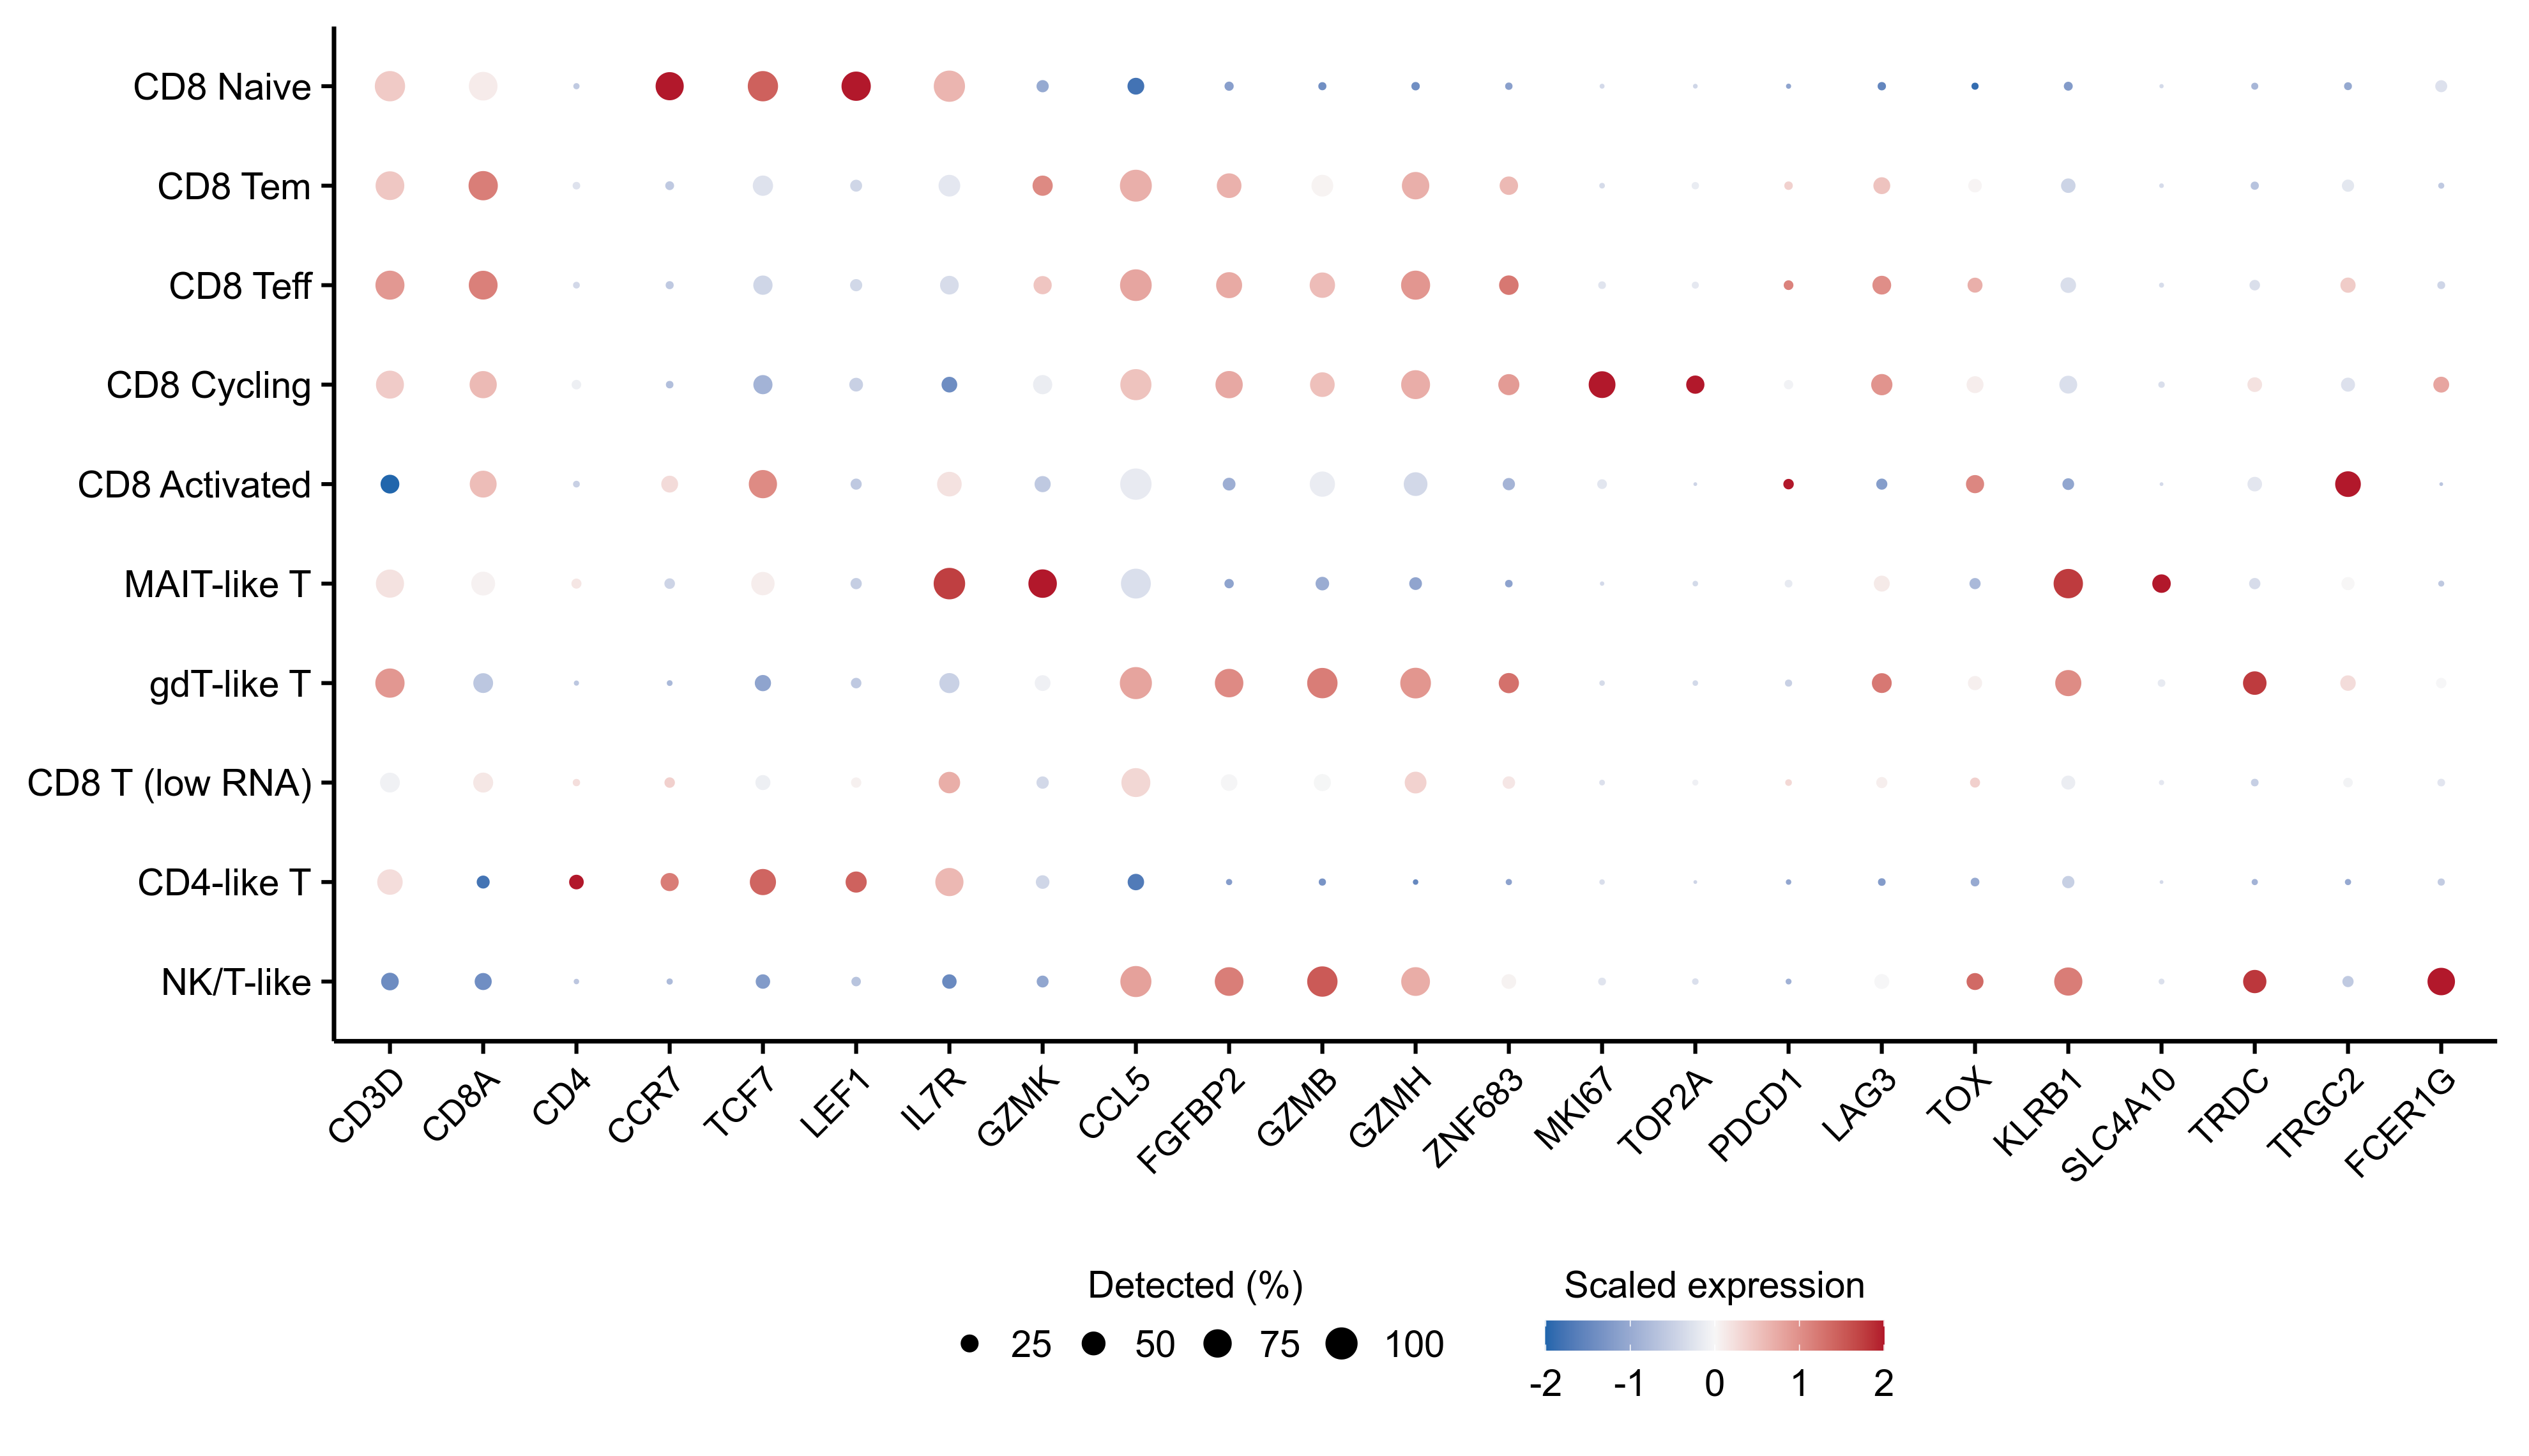 CD8 Naive
CD8 Tem
CD8 Teff
CD8 Cycling
CD8 Activated
MAIT-like T
gdT-like T
CD8 T (low RNA)
CD4-like T
NK/T-like
CD3D
CD8A
CD4
CCR7
TCF7
LEF1
IL7R
GZMK
CCL5
FGFBP2
GZMB
GZMH
ZNF683
MKI67
TOP2A
PDCD1
LAG3
TOX
KLRB1
SLC4A10
TRDC
TRGC2
FCER1G
Detected (%)
25 50 75 100
Scaled expression
-2 -1 0 1 2